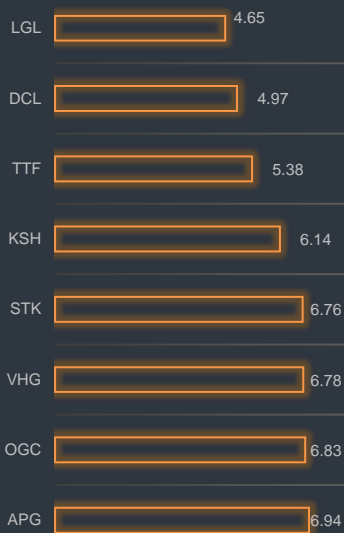 LGL 4.65
DCL 4.97
TTF 5.38
KSH 6.14
STK 6.76
VHG 6.78
OGC 6.83
APG 6.94